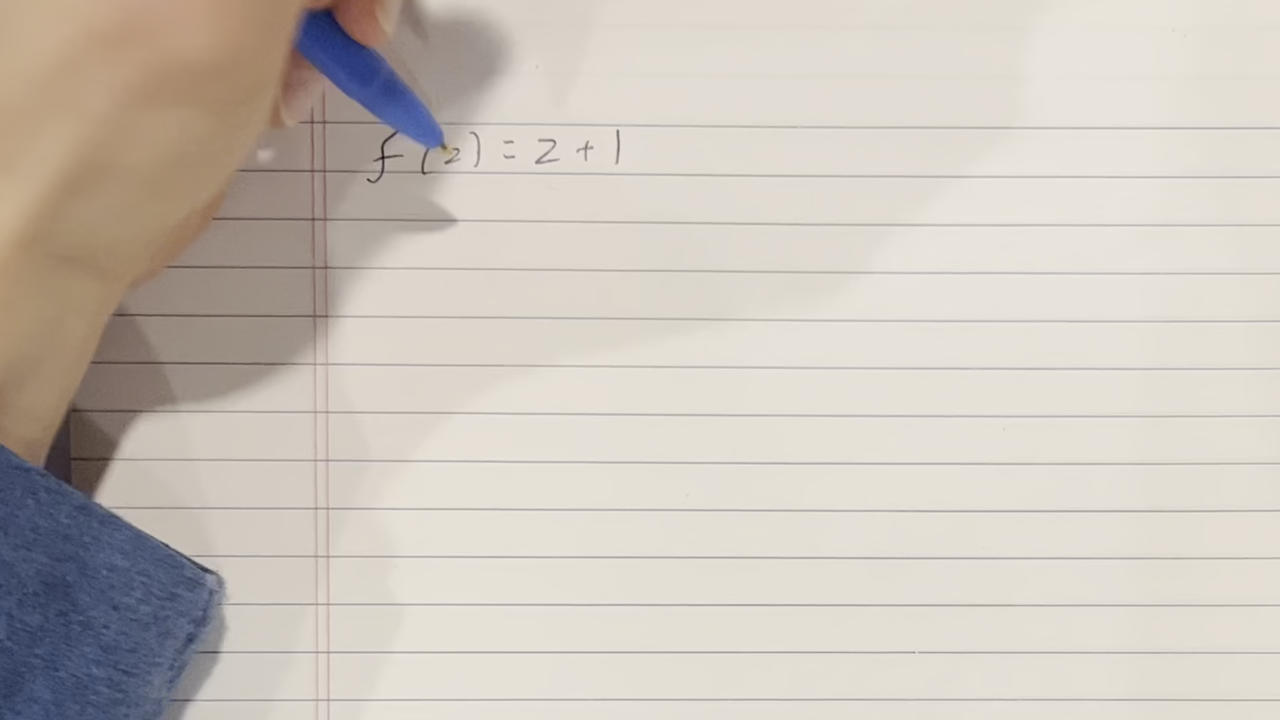 f(z) = z + 1